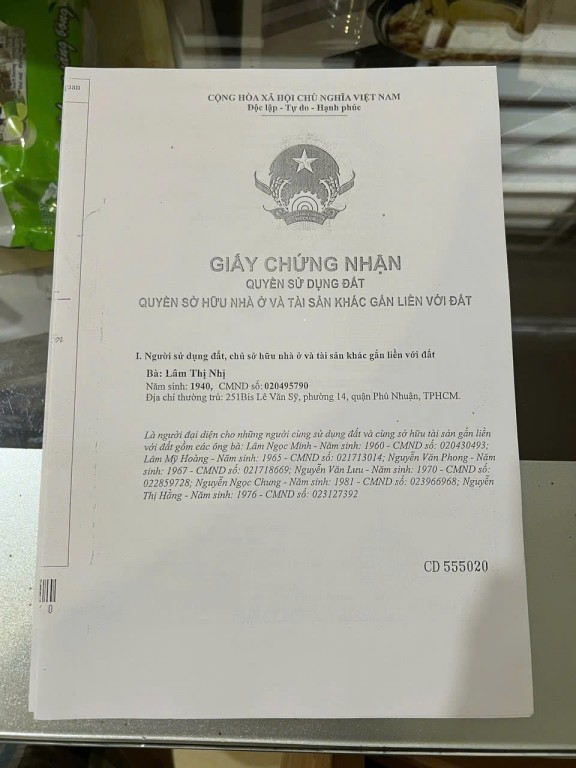 CỘNG HÒA XÃ HỘI CHỦ NGHĨA VIỆT NAM
Độc lập - Tự do - Hạnh phúc
GIẤY CHỨNG NHẬN
QUYỀN SỬ DỤNG ĐẤT
QUYỀN SỞ HỮU NHÀ Ở VÀ TÀI SẢN KHÁC GẮN LIỀN VỚI ĐẤT
I. Người sử dụng đất, chủ sở hữu nhà ở và tài sản khác gắn liền với đất
Bà: Lâm Thị Nhị
Năm sinh: 1940, CMND số: 020495790
Địa chỉ thường trú: 251Bis Lê Văn Sỹ, phường 14, quận Phú Nhuận, TPHCM.
Là người đại diện cho những người cùng sử dụng đất và cùng sở hữu tài sản gắn liền
với đất gồm các ông bà: Lâm Ngọc Minh - Năm sinh: 1960 - CMND số: 020430493;
Lâm Mỹ Hoàng - Năm sinh: 1965 - CMND số: 021713014; Nguyễn Văn Phong - Năm
sinh: 1967 - CMND số: 021718669; Nguyễn Văn Lưu - Năm sinh: 1970 - CMND số:
022859728; Nguyễn Ngọc Chung - Năm sinh: 1981 - CMND số: 023966968; Nguyễn
Thị Hằng - Năm sinh: 1976 - CMND số: 023127392
CD 555020
0